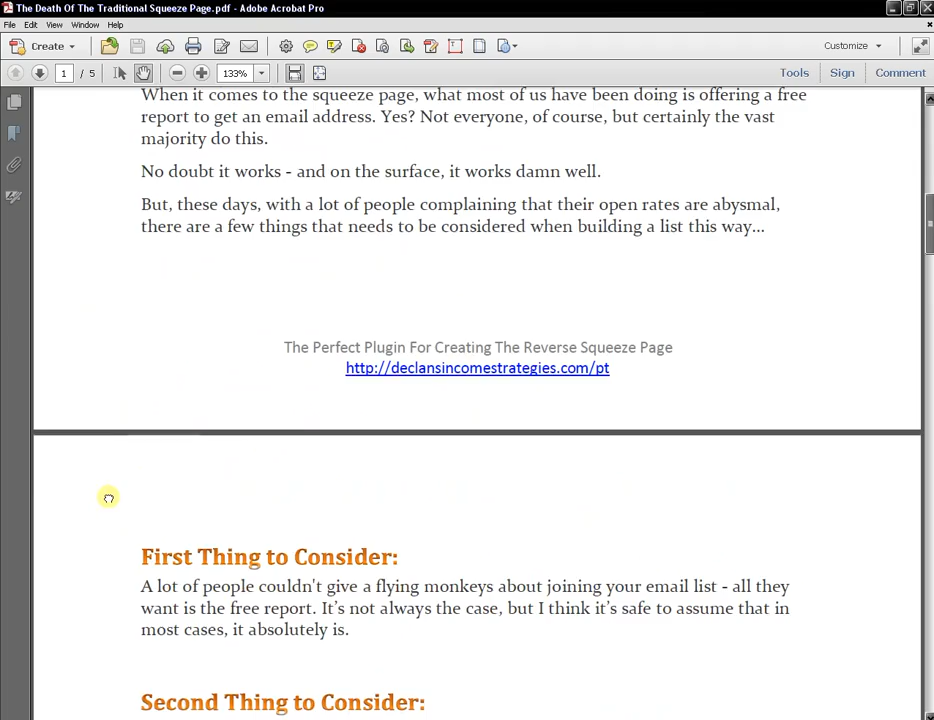 The Death Of The Traditional Squeeze Page.pdf - Adobe Acrobat Pro
File Edit View Window Help
Create Customize
1 / 5 133% Tools Sign Comment
When it comes to the squeeze page, what most of us have been doing is offering a free
report to get an email address. Yes? Not everyone, of course, but certainly the vast
majority do this.
No doubt it works - and on the surface, it works damn well.
But, these days, with a lot of people complaining that their open rates are abysmal,
there are a few things that needs to be considered when building a list this way...
The Perfect Plugin For Creating The Reverse Squeeze Page
http://declansincomestrategies.com/pt
First Thing to Consider:
A lot of people couldn't give a flying monkeys about joining your email list - all they
want is the free report. It's not always the case, but I think it's safe to assume that in
most cases, it absolutely is.
Second Thing to Consider: